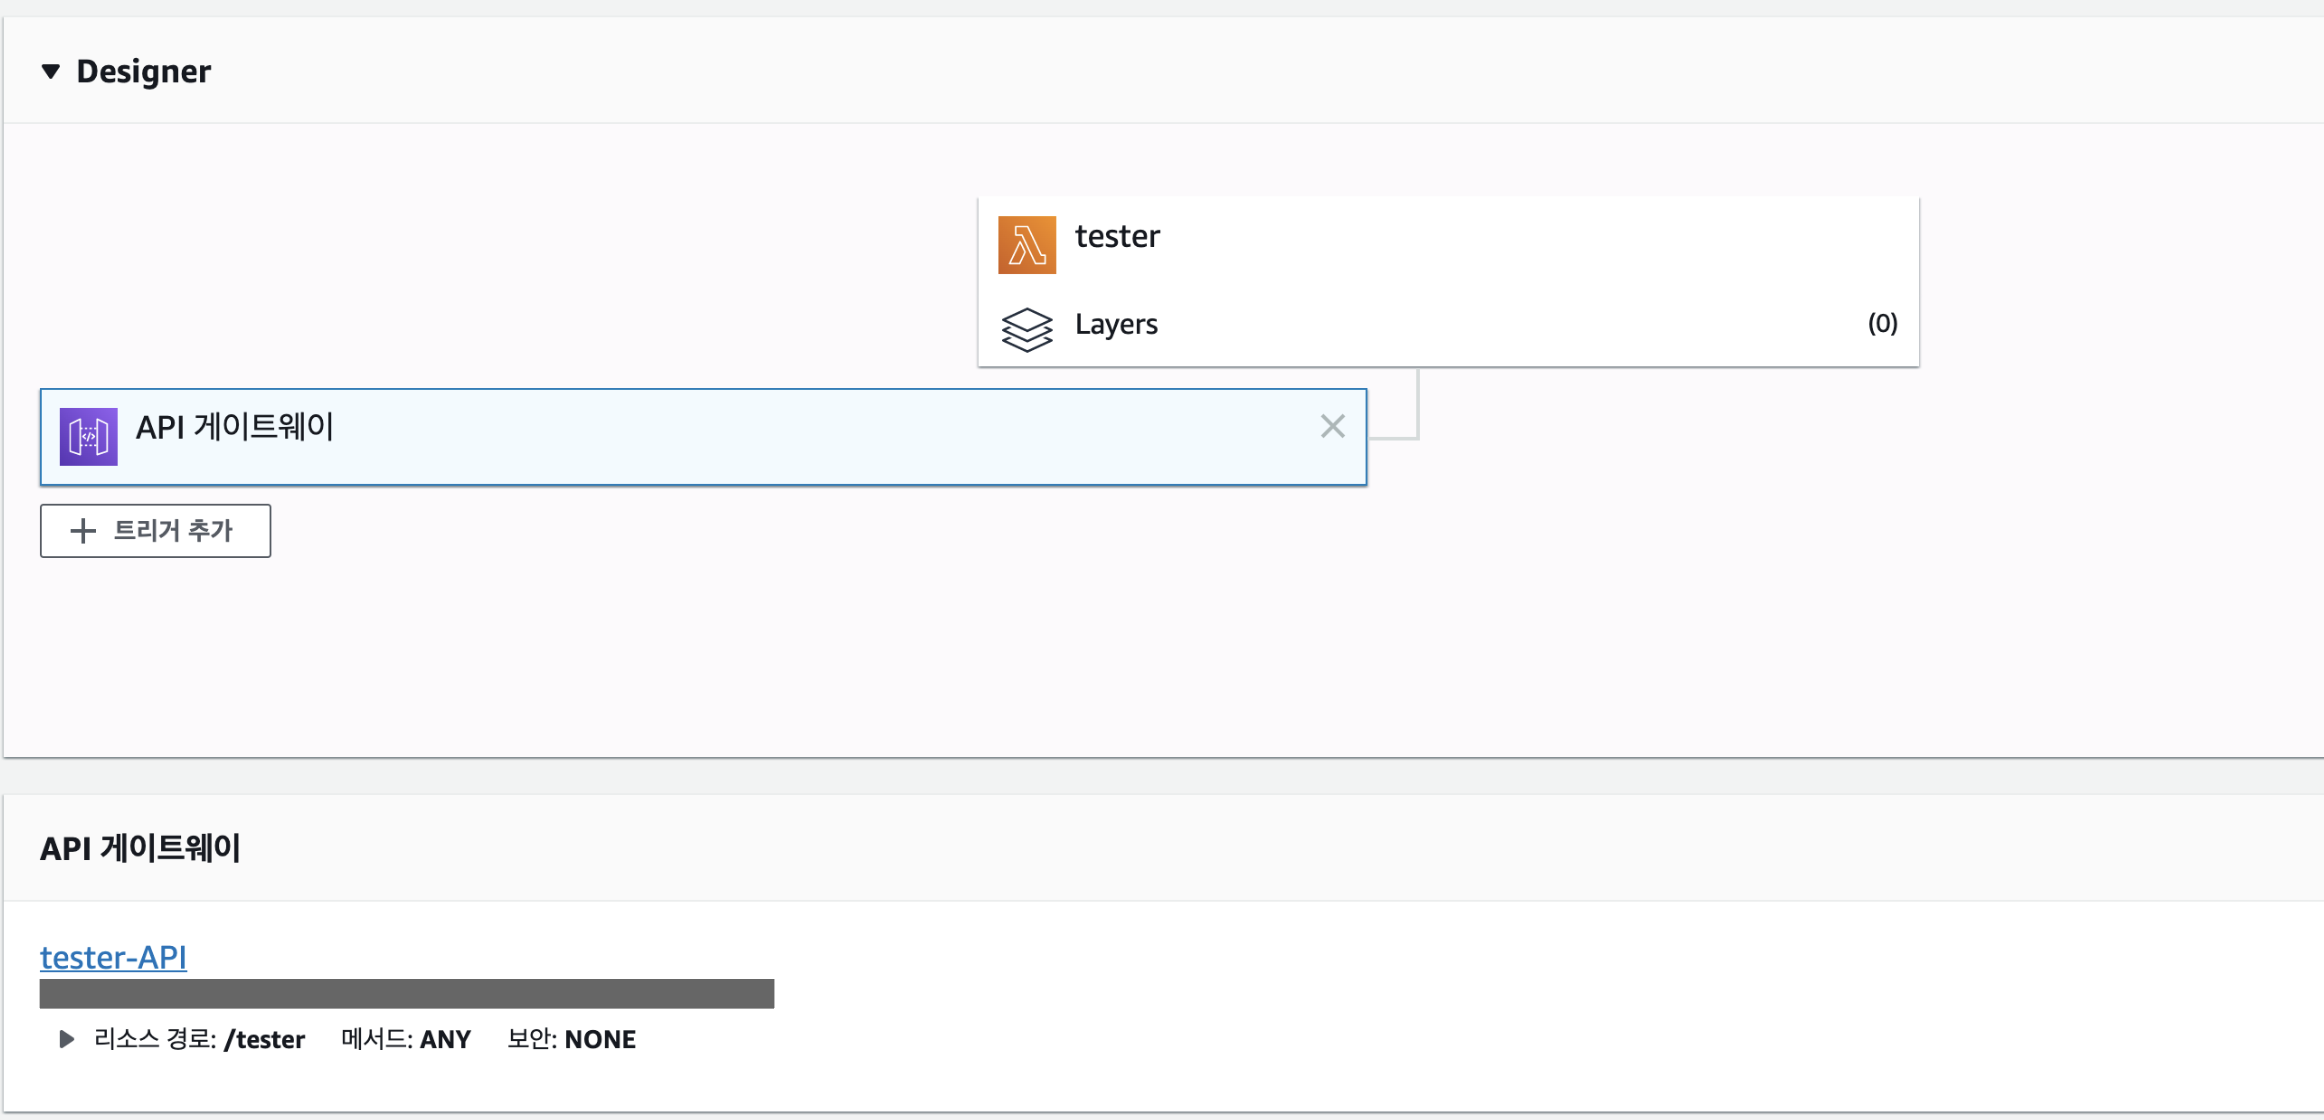 Designer
tester
Layers (0)
API 게이트웨이
트리거 추가
API 게이트웨이
tester-API
리소스 경로: /tester 메서드: ANY 보안: NONE